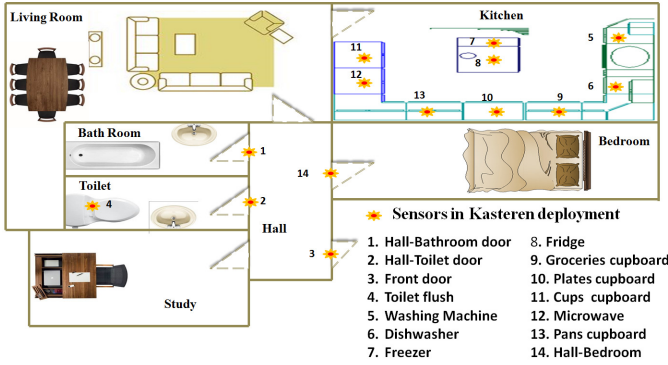 Living Room
Kitchen
11
12
13
7
8
10
9
5
6
Bath Room
1
14
Bedroom
Toilet
4
2
Hall
3
Study
Sensors in Kasteren deployment
1. Hall-Bathroom door
2. Hall-Toilet door
3. Front door
4. Toilet flush
5. Washing Machine
6. Dishwasher
7. Freezer
8. Fridge
9. Groceries cupboard
10. Plates cupboard
11. Cups cupboard
12. Microwave
13. Pans cupboard
14. Hall-Bedroom